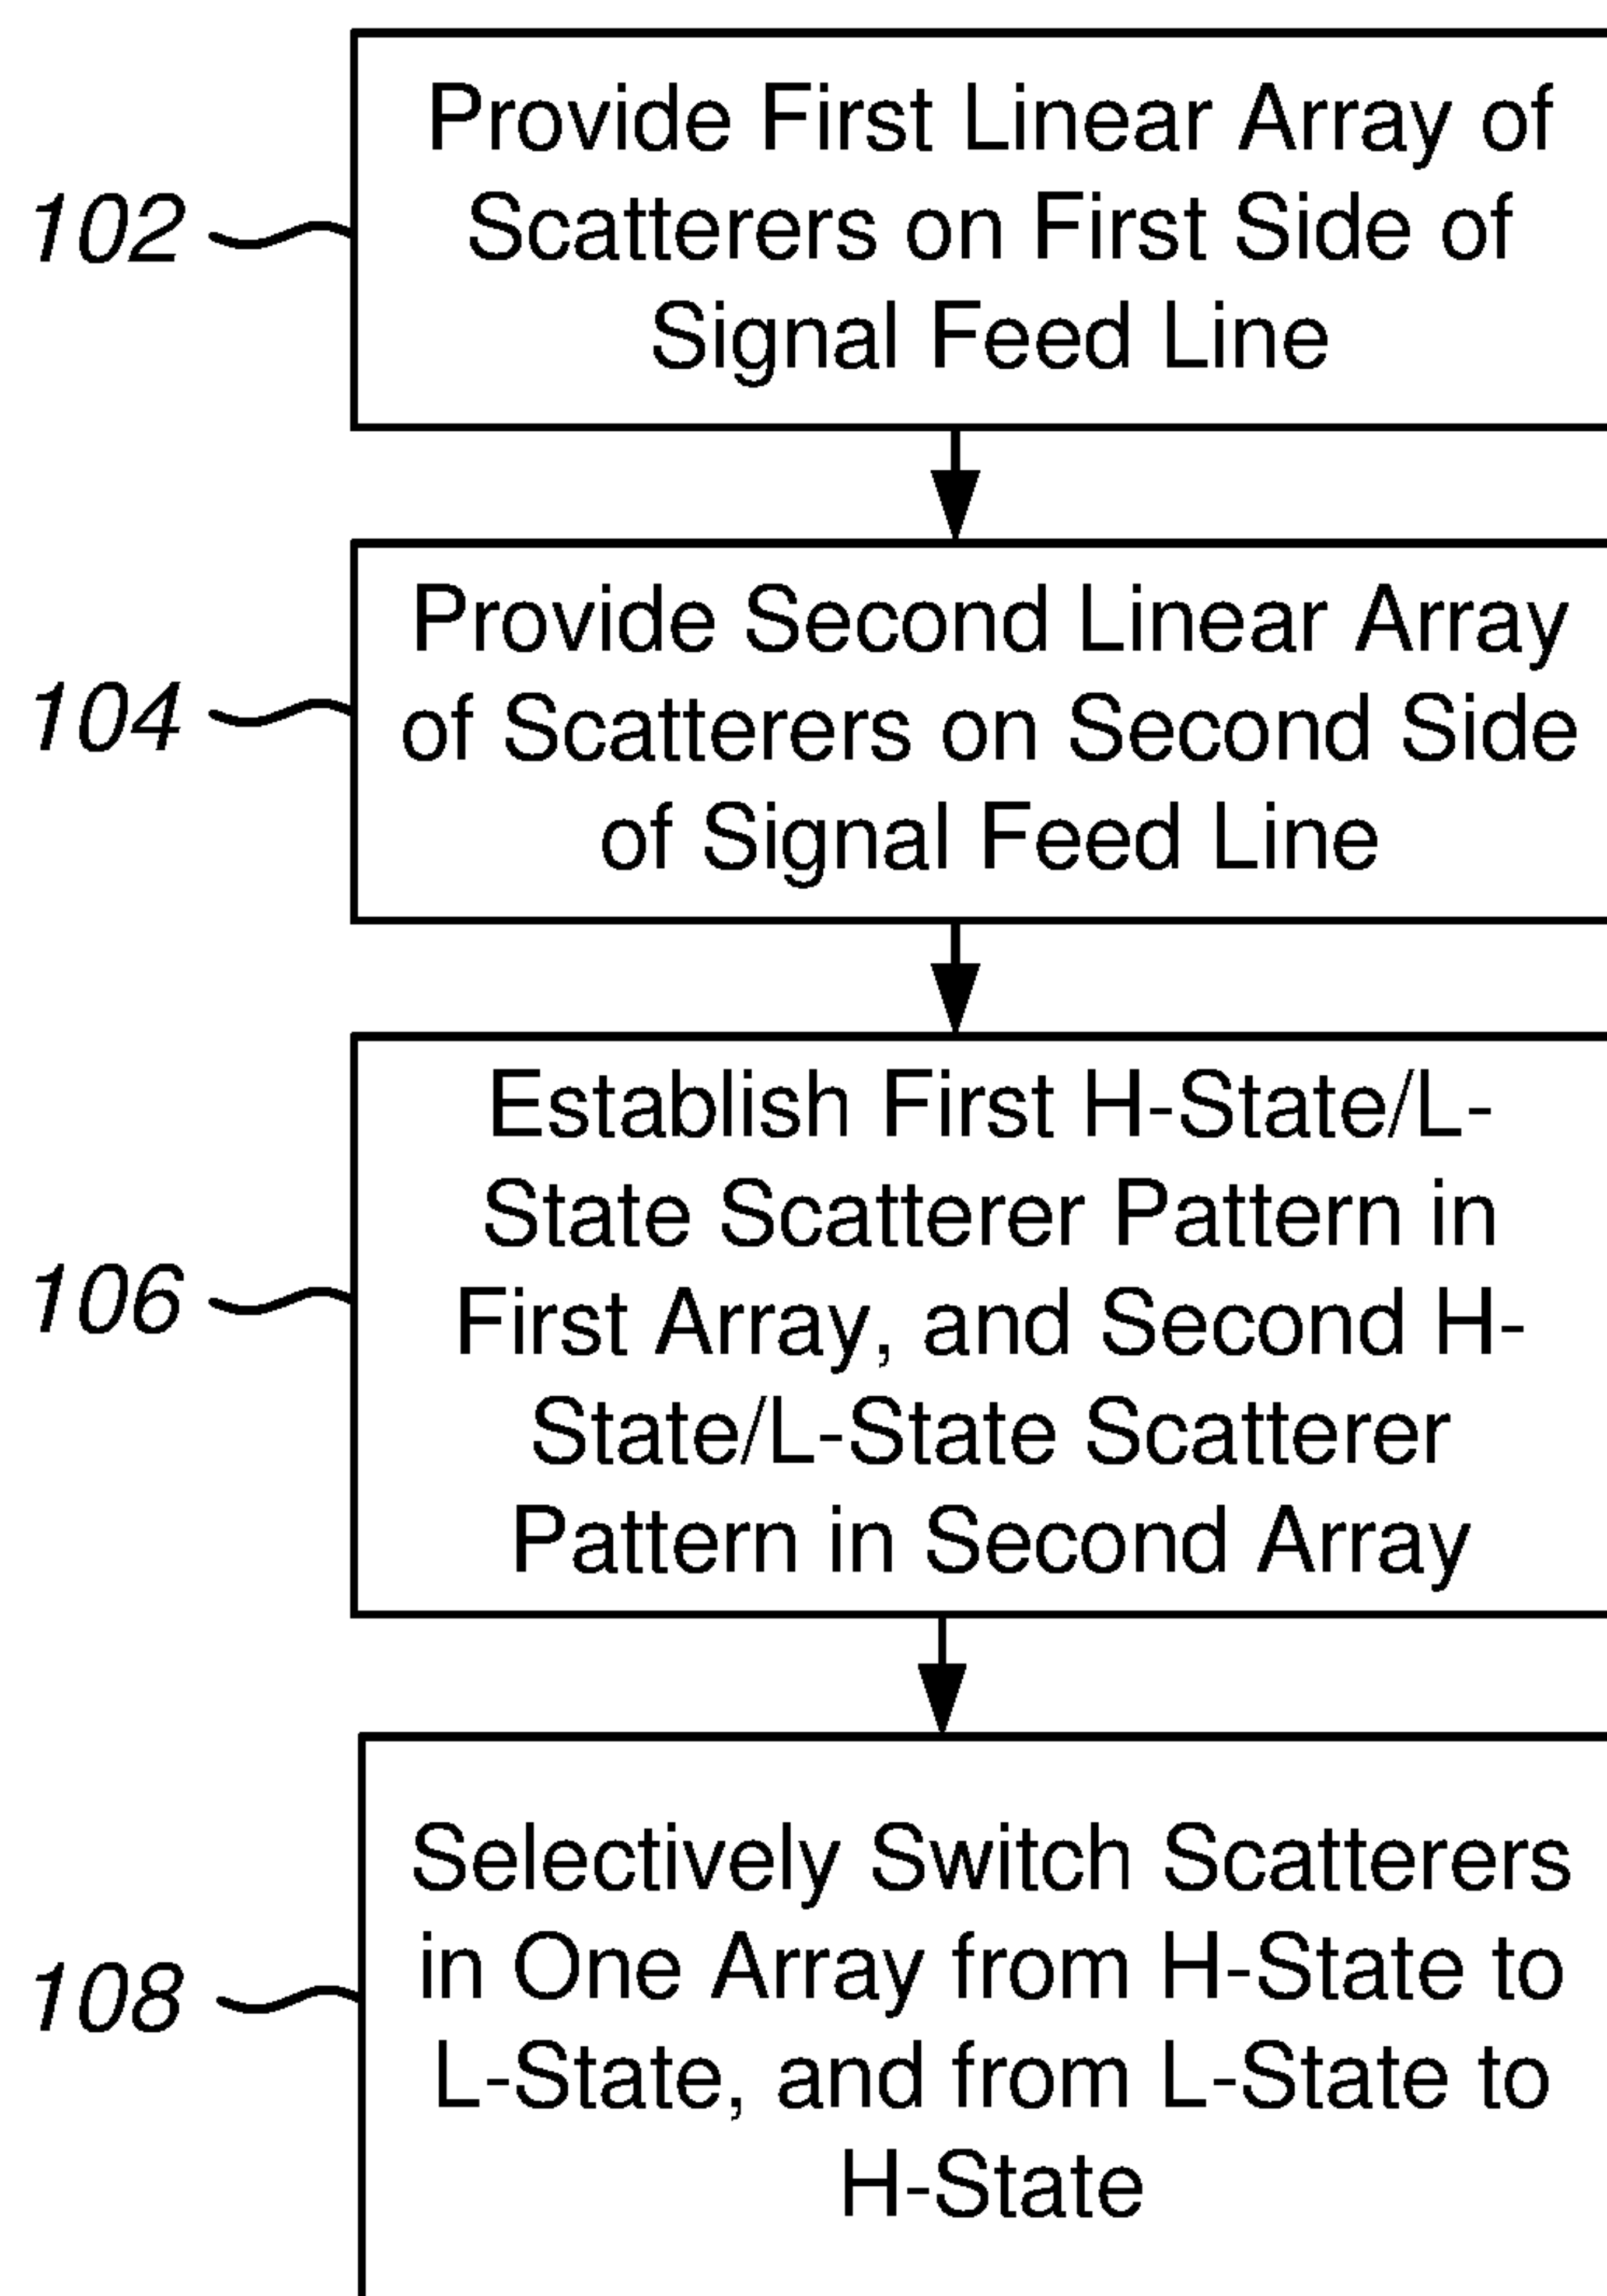 Provide First Linear Array of
Scatterers on First Side of
Signal Feed Line
102
Provide Second Linear Array
of Scatterers on Second Side
of Signal Feed Line
104
Establish First H-State/L-
State Scatterer Pattern in
First Array, and Second H-
State/L-State Scatterer
Pattern in Second Array
106
Selectively Switch Scatterers
in One Array from H-State to
L-State, and from L-State to
H-State
108